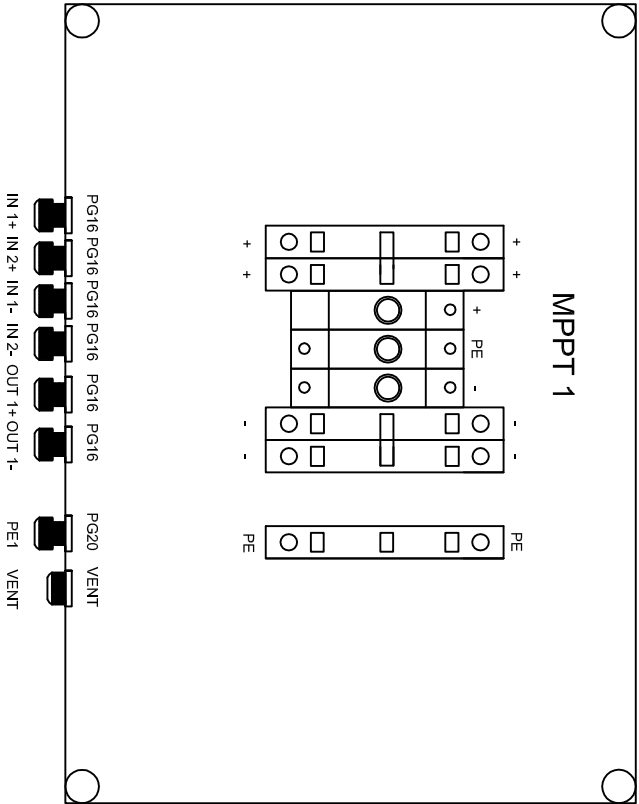 MPPT 1
+ + - - PE
+ PE -
+ + - - PE
PG16 PG16 PG16 PG16 PG16 PG16 PG20 VENT
IN 1+ IN 2+ IN 1- IN 2- OUT 1+ OUT 1- PE1 VENT